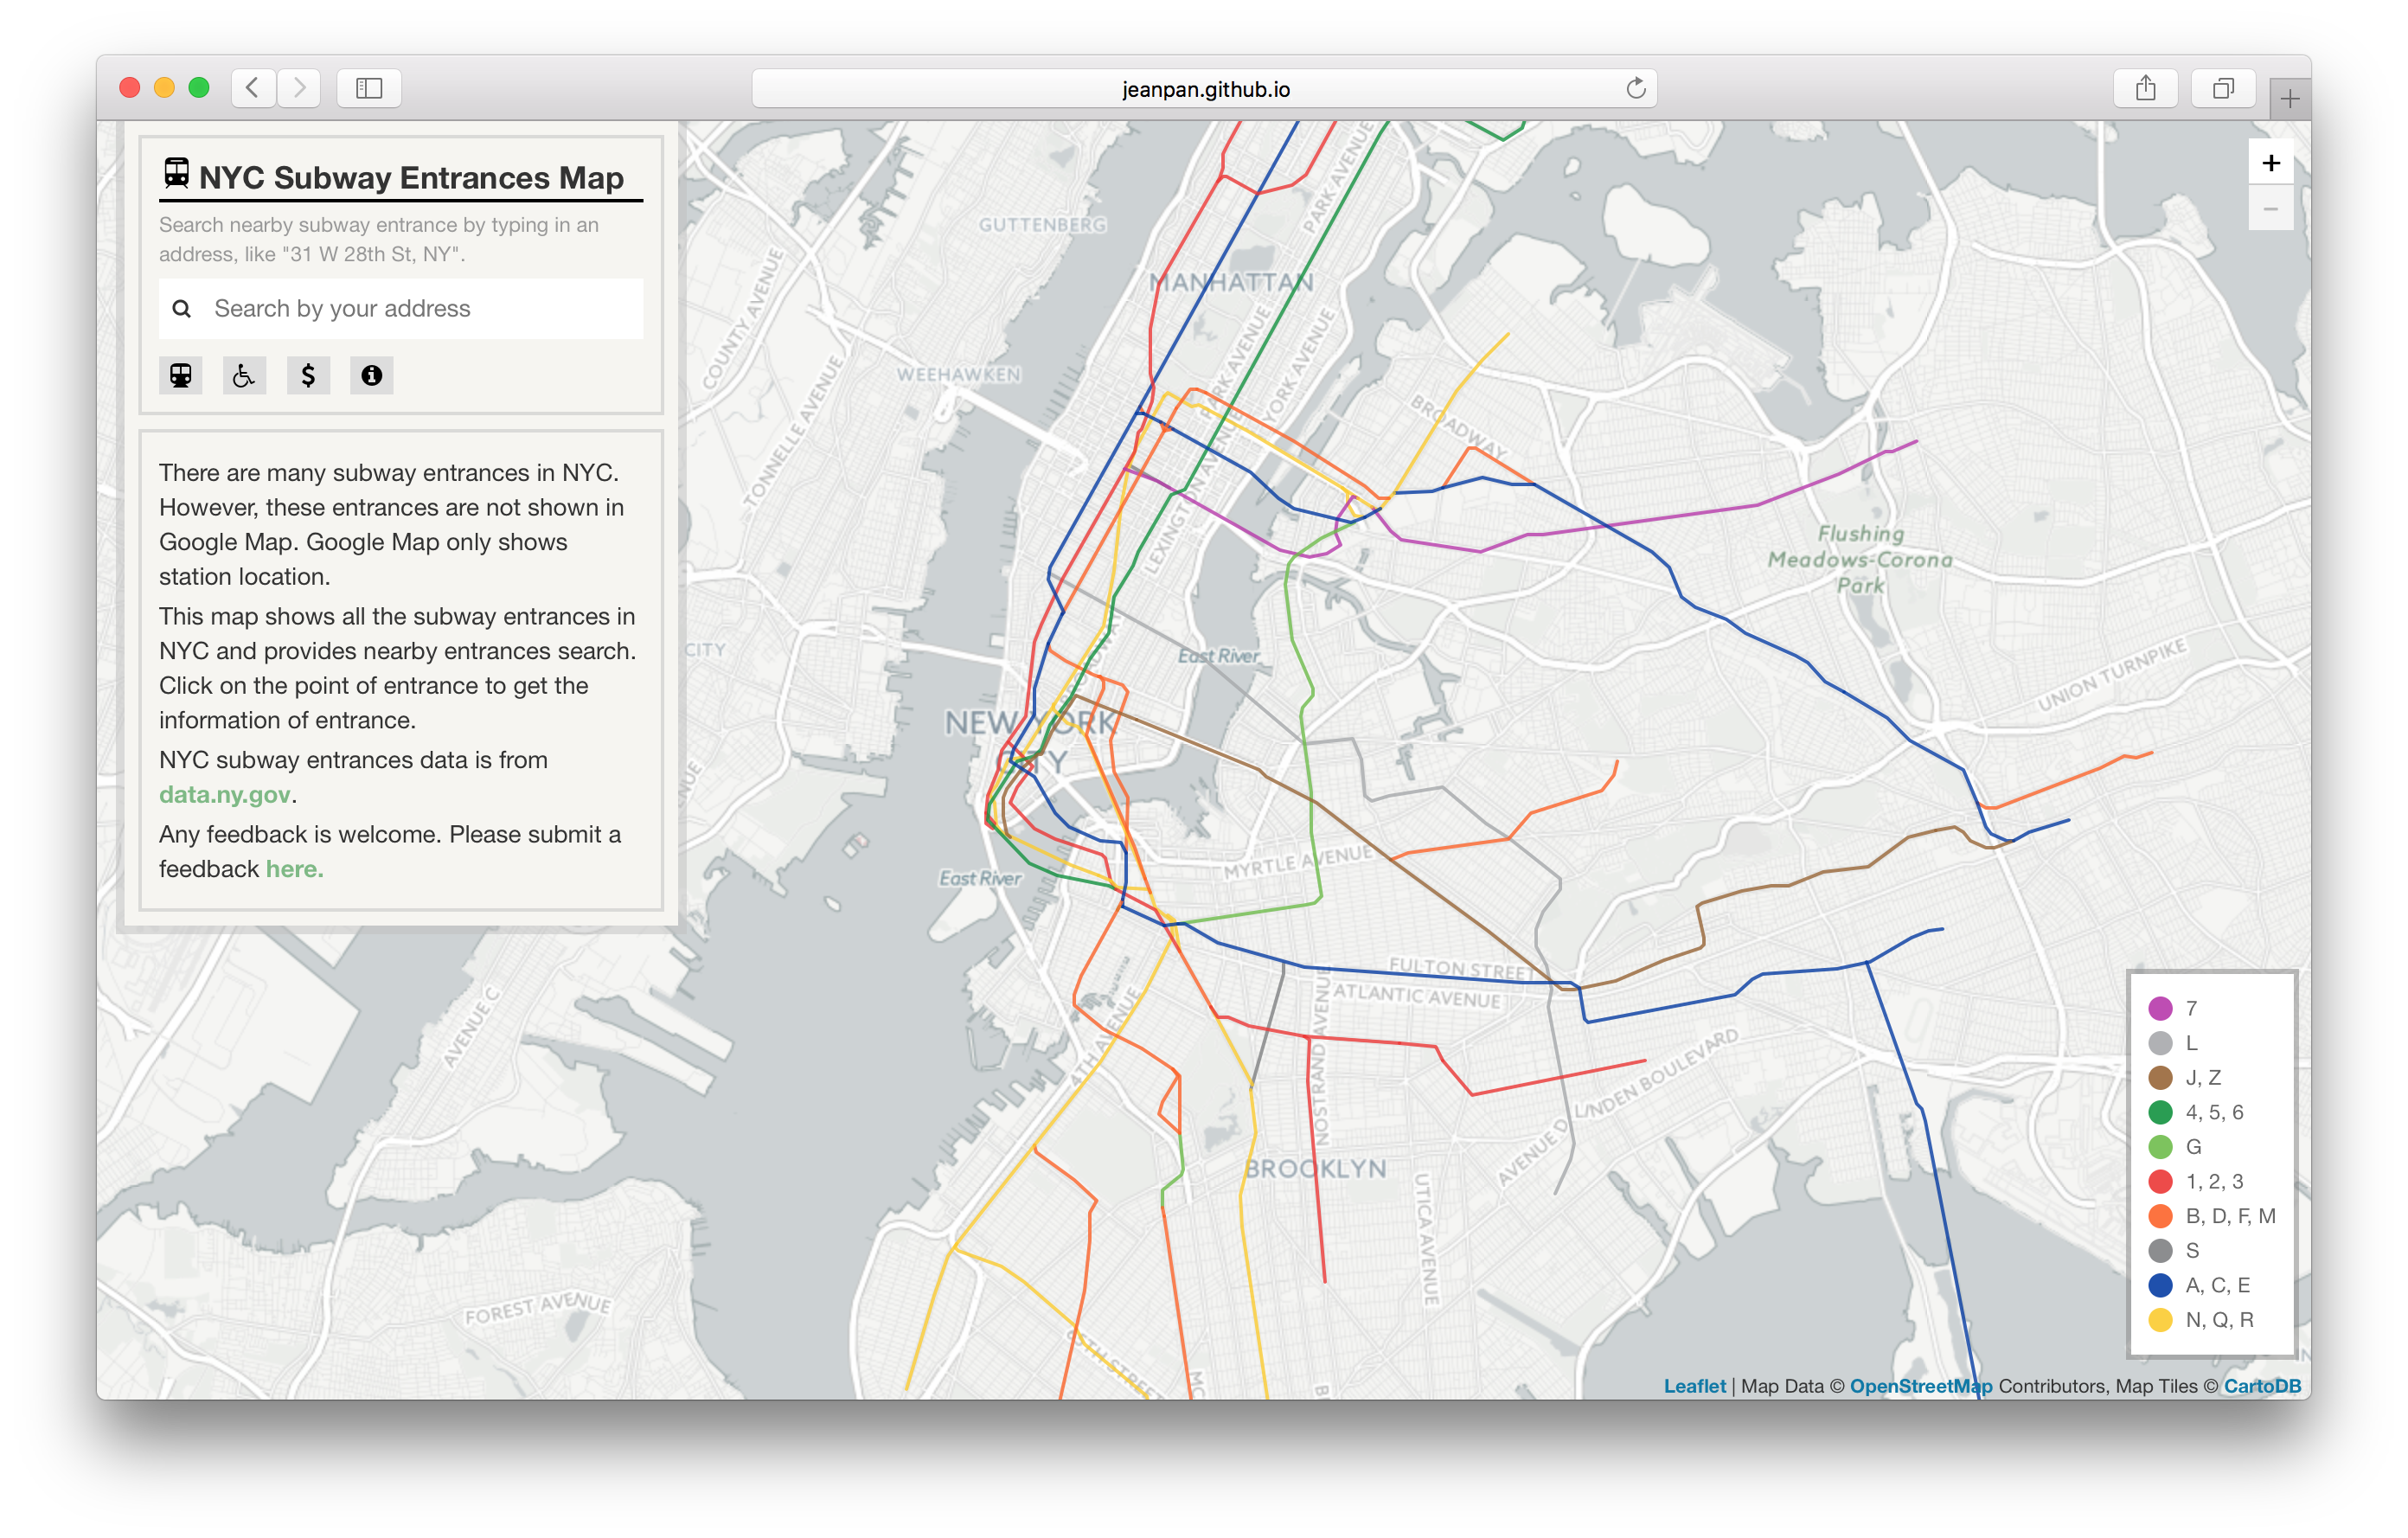 jeanpan.github.io
NYC Subway Entrances Map
Search nearby subway entrance by typing in an
address, like "31 W 28th St, NY".
Search by your address
There are many subway entrances in NYC.
However, these entrances are not shown in
Google Map. Google Map only shows
station location.
This map shows all the subway entrances in
NYC and provides nearby entrances search.
Click on the point of entrance to get the
information of entrance.
NYC subway entrances data is from
data.ny.gov.
Any feedback is welcome. Please submit a
feedback here.
+
−
GUTTENBERG
PARK AVENUE
MANHATTAN
COUNTY AVENUE
WEEHAWKEN
TONNELLE AVENUE
PARK AVENUE
YORK AVENUE
BROADWAY
LEXINGTON AVENUE
Flushing
Meadows-Corona
Park
CITY
East River
BROADWAY
UNION TURNPIKE
NEW YORK
CITY
MYRTLE AVENUE
East River
FULTON STREET
ATLANTIC AVENUE
AVENUE C
4TH AVENUE
NOSTRAND AVENUE
LINDEN BOULEVARD
AVENUE D
BROOKLYN
UTICA AVENUE
FOREST AVENUE
65TH STREET
7
L
J, Z
4, 5, 6
G
1, 2, 3
B, D, F, M
S
A, C, E
N, Q, R
Leaflet | Map Data © OpenStreetMap Contributors, Map Tiles © CartoDB